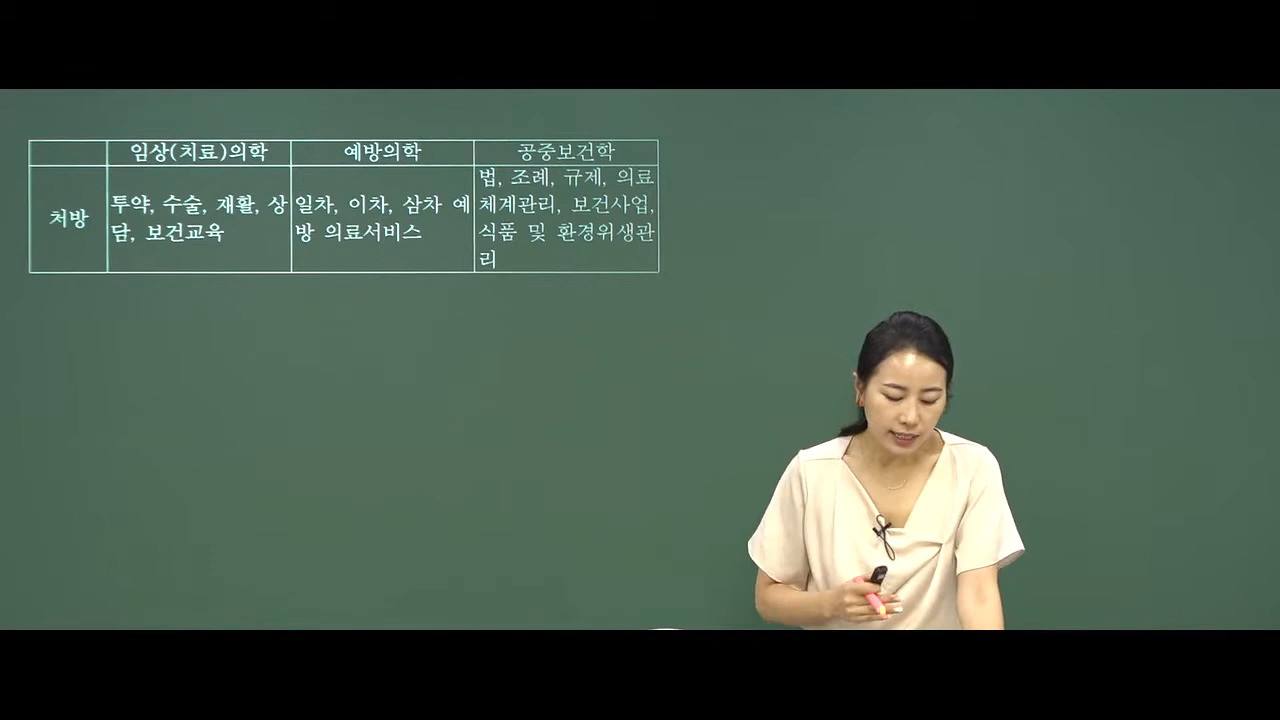 임상(치료)의학 예방의학 공중보건학
처방
투약, 수술, 재활, 상
담, 보건교육
일차, 이차, 삼차 예
방 의료서비스
법, 조례, 규제, 의료
체계관리, 보건사업,
식품 및 환경위생관
리